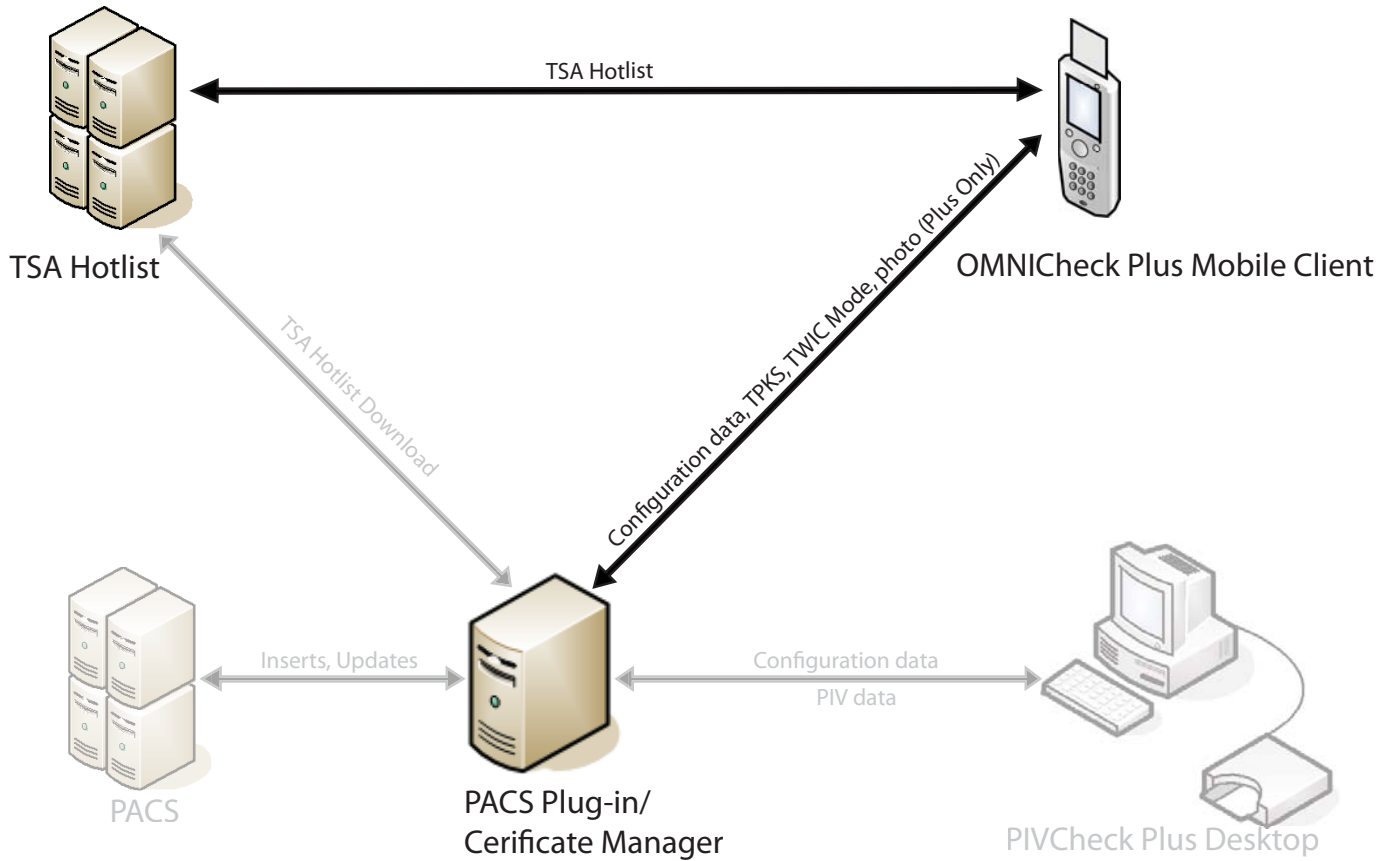 TSA Hotlist
TSA Hotlist
OMNICheck Plus Mobile Client
Configuration data, TPKS, TWIC Mode, photo (Plus Only)
TSA Hotlist Download
Inserts, Updates
Configuration data
PIV data
PACS
PACS Plug-in/
Cerificate Manager
PIVCheck Plus Desktop